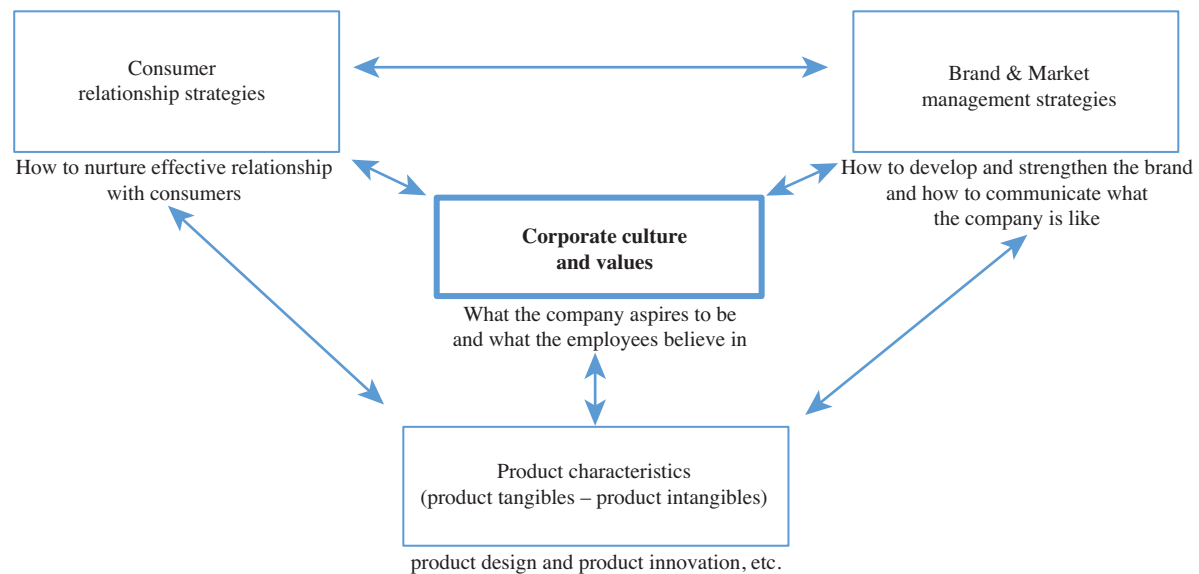 Consumer
relationship strategies
Brand & Market
management strategies
How to nurture effective relationship
with consumers
How to develop and strengthen the brand
and how to communicate what
the company is like
Corporate culture
and values
What the company aspires to be
and what the employees believe in
Product characteristics
(product tangibles – product intangibles)
product design and product innovation, etc.